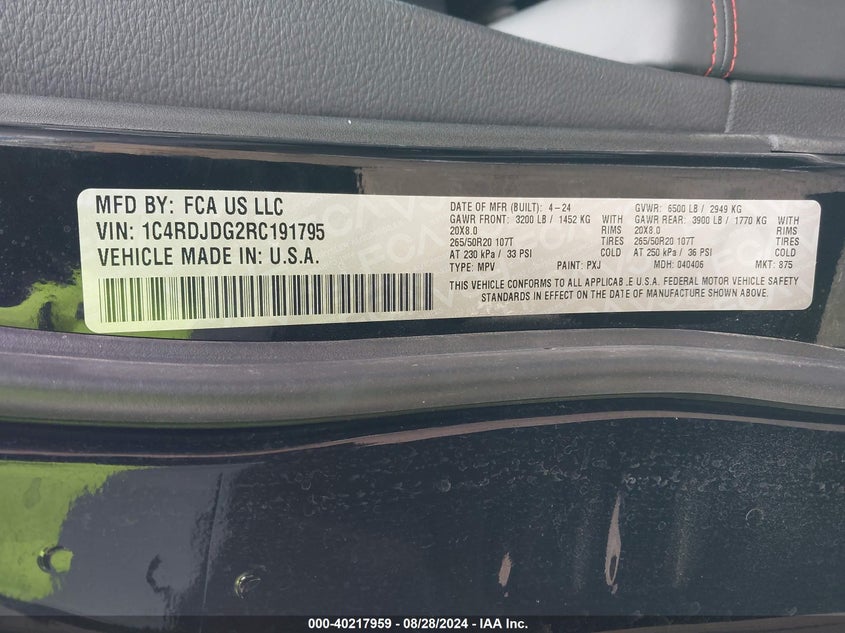 MFD BY: FCA US LLC
VIN: 1C4RDJDG2RC191795
VEHICLE MADE IN: U.S.A.
DATE OF MFR (BUILT): 4-24 GVWR: 6500 LB / 2949 KG
GAWR FRONT: 3200 LB / 1452 KG WITH GAWR REAR: 3900 LB / 1770 KG WITH
20X8.0 RIMS 20X8.0 RIMS
265/50R20 107T TIRES 265/50R20 107T TIRES
AT 230 kPa / 33 PSI COLD AT 250 kPa / 36 PSI COLD
TYPE: MPV PAINT: PXJ MDH: 040406 MKT: 875
THIS VEHICLE CONFORMS TO ALL APPLICAB.E U.S.A. FEDERAL MOTOR VEHICLE SAFETY
STANDARDS IN EFFECT ON THE DATE OF MANUFACTURE SHOWN ABOVE.
000-40217959 - 08/28/2024 - IAA Inc.